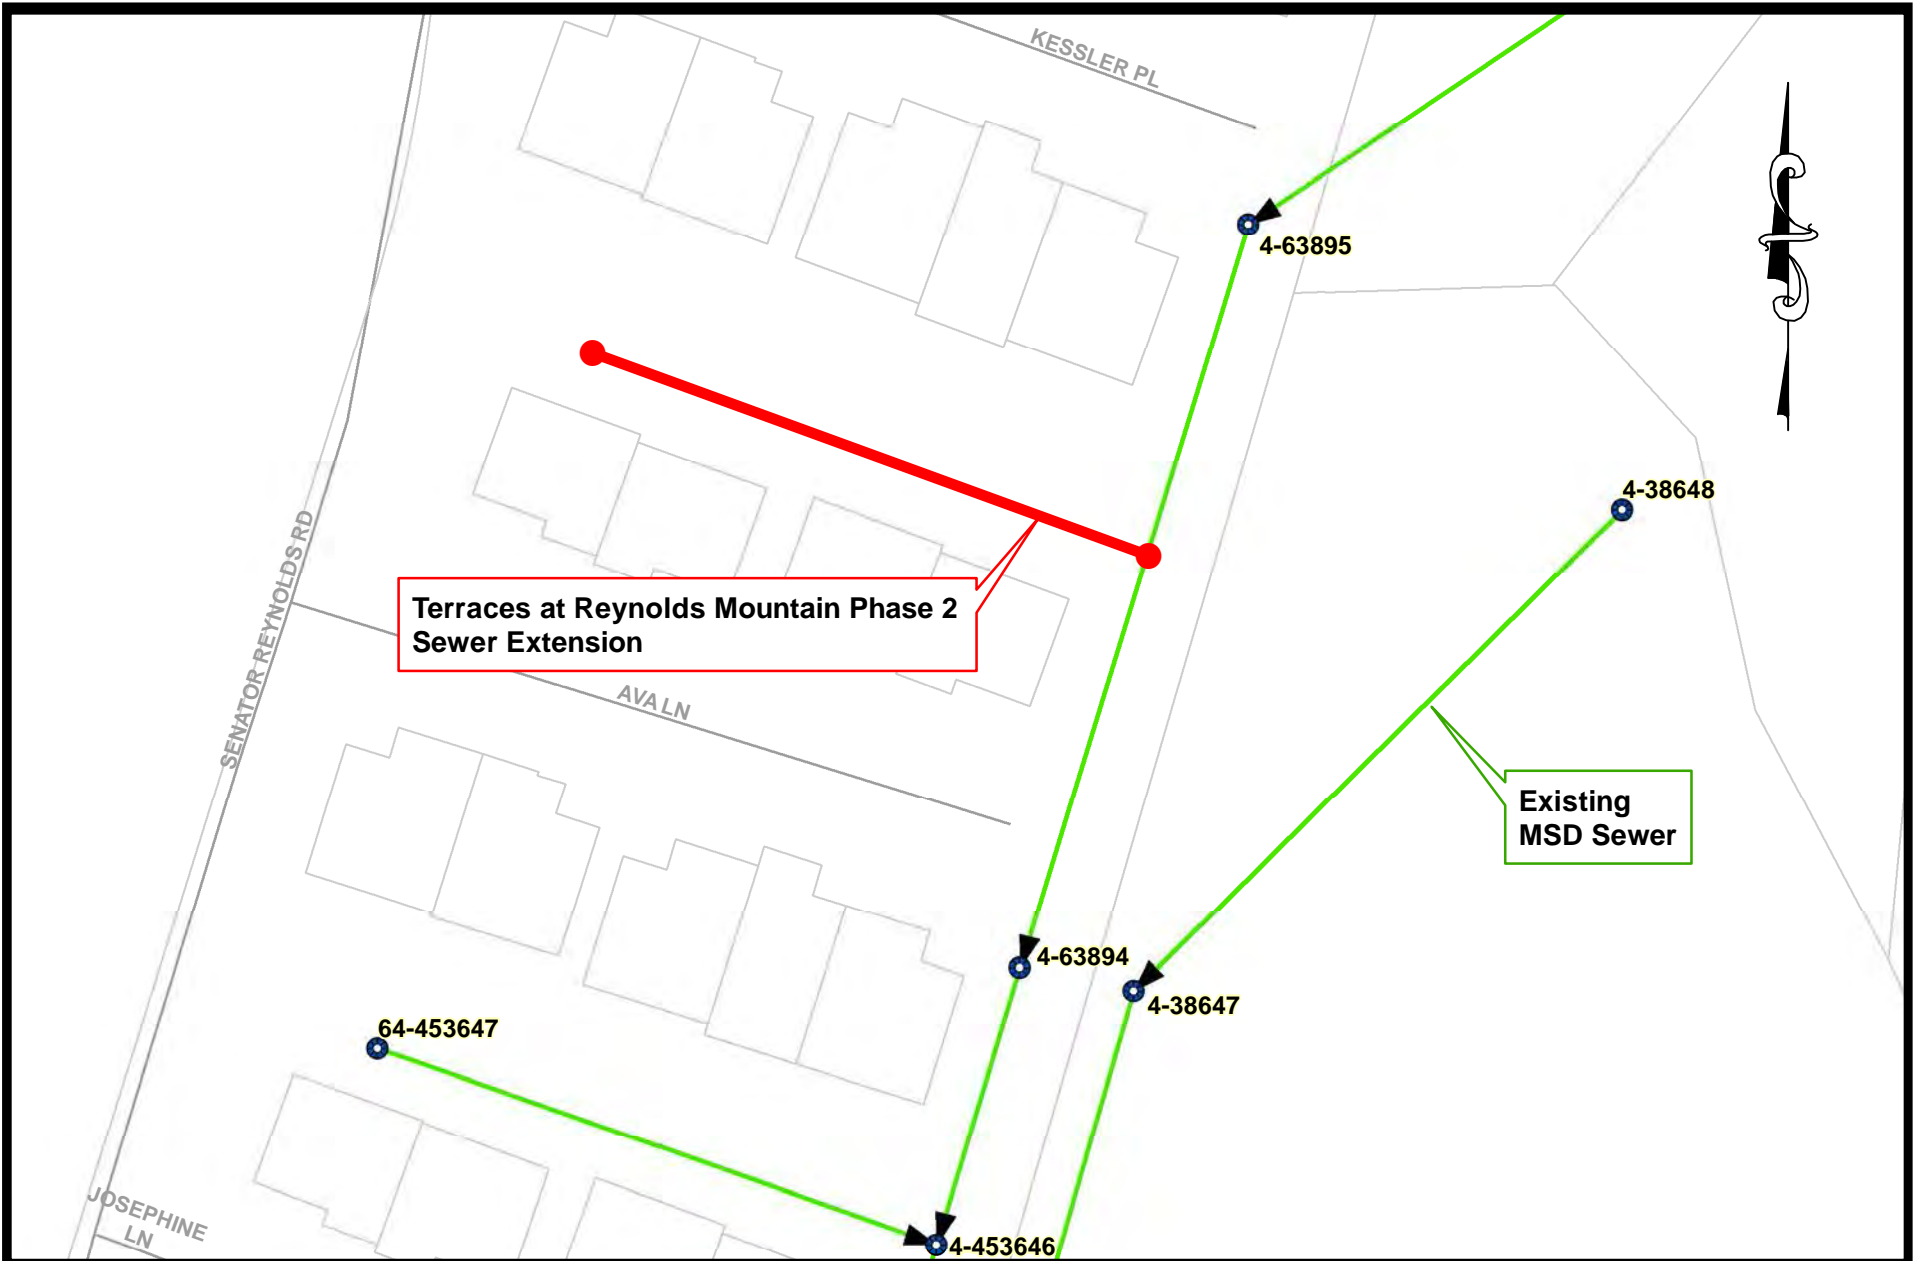 KESSLER PL
4-63895
4-38648
SENATOR REYNOLDS RD
Terraces at Reynolds Mountain Phase 2
Sewer Extension
AVA LN
Existing
MSD Sewer
4-63894
4-38647
64-453647
JOSEPHINE
LN
4-453646